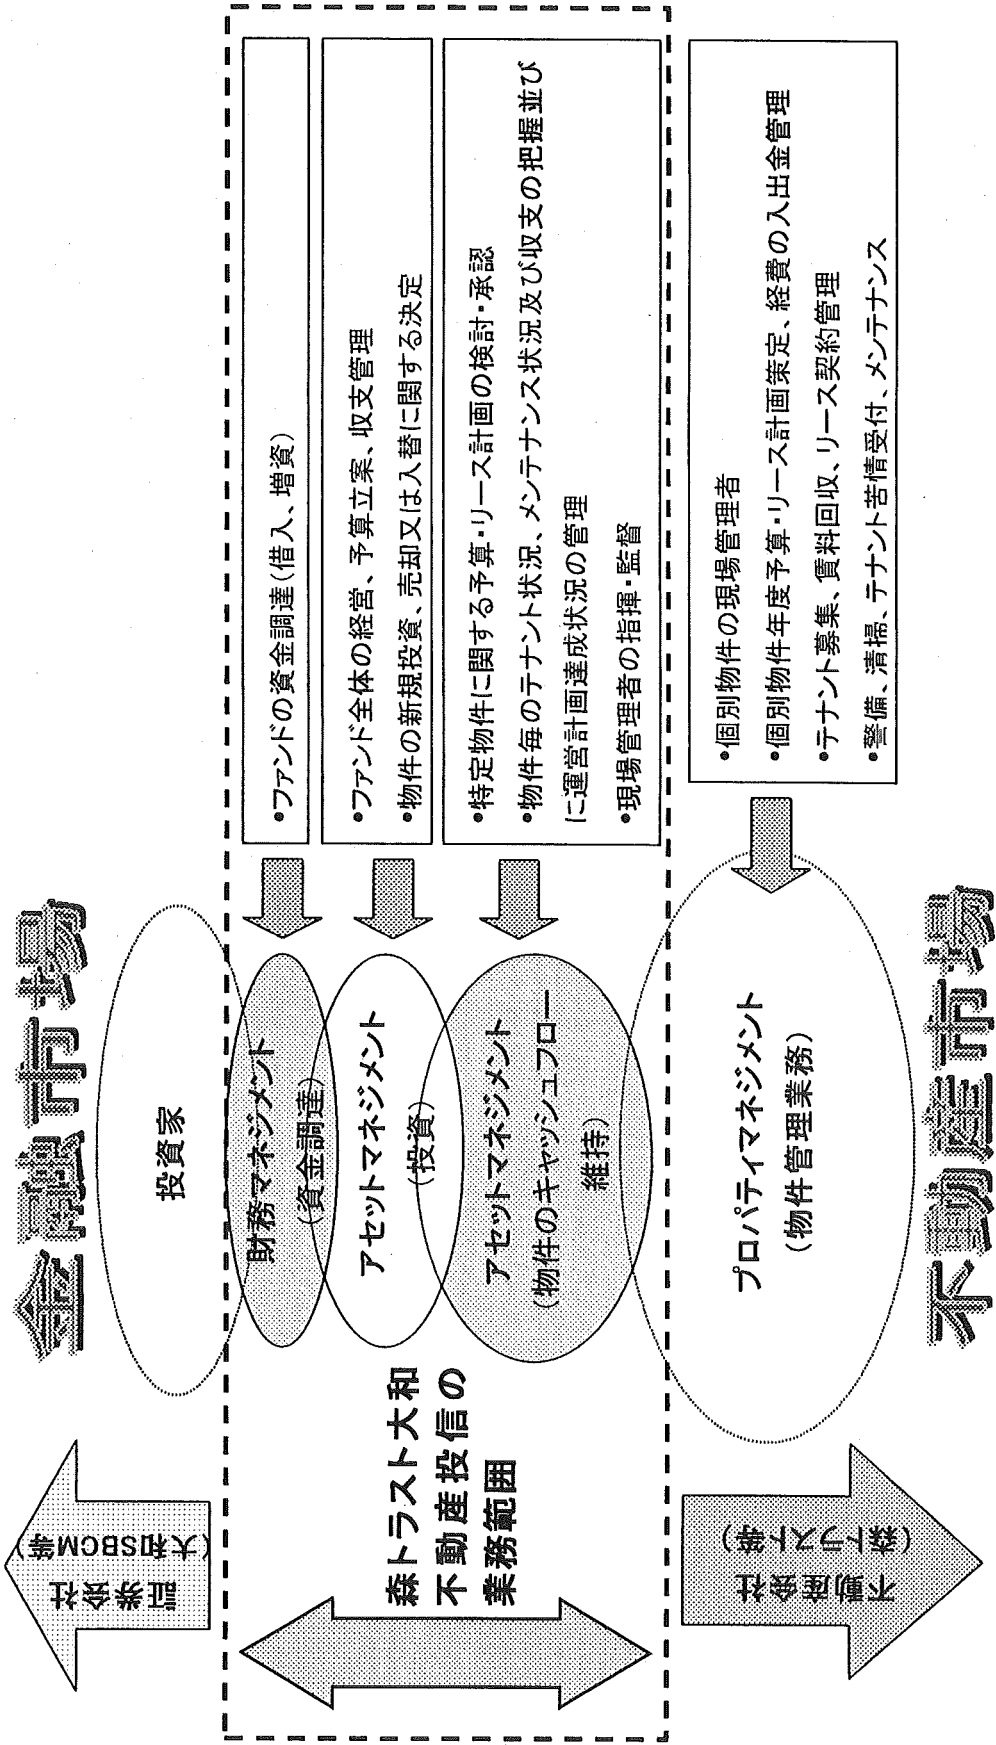 金融市場
証券会社
(大和SBCM等)
投資家
財務マネジメント
(資金調達)
•ファンドの資金調達(借入、増資)
森トラスト大和
不動産投信の
業務範囲
アセットマネジメント
(投資)
•ファンド全体の経営、予算立案、収支管理
•物件の新規投資、売却又は入替に関する決定
アセットマネジメント
(物件のキャッシュフロー
維持)
•特定物件に関する予算・リース計画の検討・承認
•物件毎のテナント状況、メンテナンス状況及び収支の把握並び
に運営計画達成状況の管理
•現場管理者の指揮・監督
不動産会社
(森トラスト等)
プロパティマネジメント
(物件管理業務)
•個別物件の現場管理者
•個別物件年度予算・リース計画策定、経費の入出金管理
•テナント募集、賃料回収、リース契約管理
•警備、清掃、テナント苦情受付、メンテナンス
不動産市場